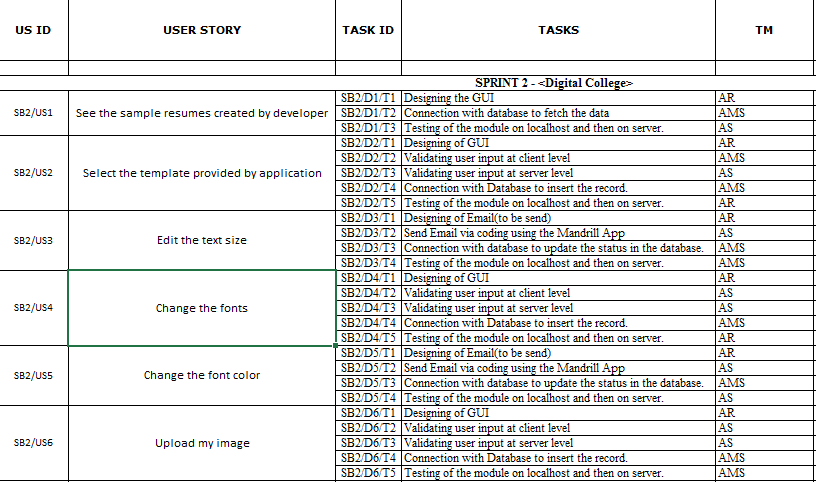 US ID USER STORY TASK ID TASKS TM
SPRINT 2 - <Digital College>
SB2/US1 See the sample resumes created by developer
SB2/D1/T1 Designing the GUI AR
SB2/D1/T2 Connection with database to fetch the data AMS
SB2/D1/T3 Testing of the module on localhost and then on server. AS
SB2/US2 Select the template provided by application
SB2/D2/T1 Designing of GUI AR
SB2/D2/T2 Validating user input at client level AMS
SB2/D2/T3 Validating user input at server level AS
SB2/D2/T4 Connection with Database to insert the record. AMS
SB2/D2/T5 Testing of the module on localhost and then on server. AR
SB2/US3 Edit the text size
SB2/D3/T1 Designing of Email(to be send) AR
SB2/D3/T2 Send Email via coding using the Mandrill App AS
SB2/D3/T3 Connection with database to update the status in the database. AMS
SB2/D3/T4 Testing of the module on localhost and then on server. AMS
SB2/US4 Change the fonts
SB2/D4/T1 Designing of GUI AR
SB2/D4/T2 Validating user input at client level AS
SB2/D4/T3 Validating user input at server level AS
SB2/D4/T4 Connection with Database to insert the record. AMS
SB2/D4/T5 Testing of the module on localhost and then on server. AR
SB2/US5 Change the font color
SB2/D5/T1 Designing of Email(to be send) AR
SB2/D5/T2 Send Email via coding using the Mandrill App AS
SB2/D5/T3 Connection with database to update the status in the database. AMS
SB2/D5/T4 Testing of the module on localhost and then on server. AS
SB2/US6 Upload my image
SB2/D6/T1 Designing of GUI AR
SB2/D6/T2 Validating user input at client level AS
SB2/D6/T3 Validating user input at server level AS
SB2/D6/T4 Connection with Database to insert the record. AMS
SB2/D6/T5 Testing of the module on localhost and then on server. AMS